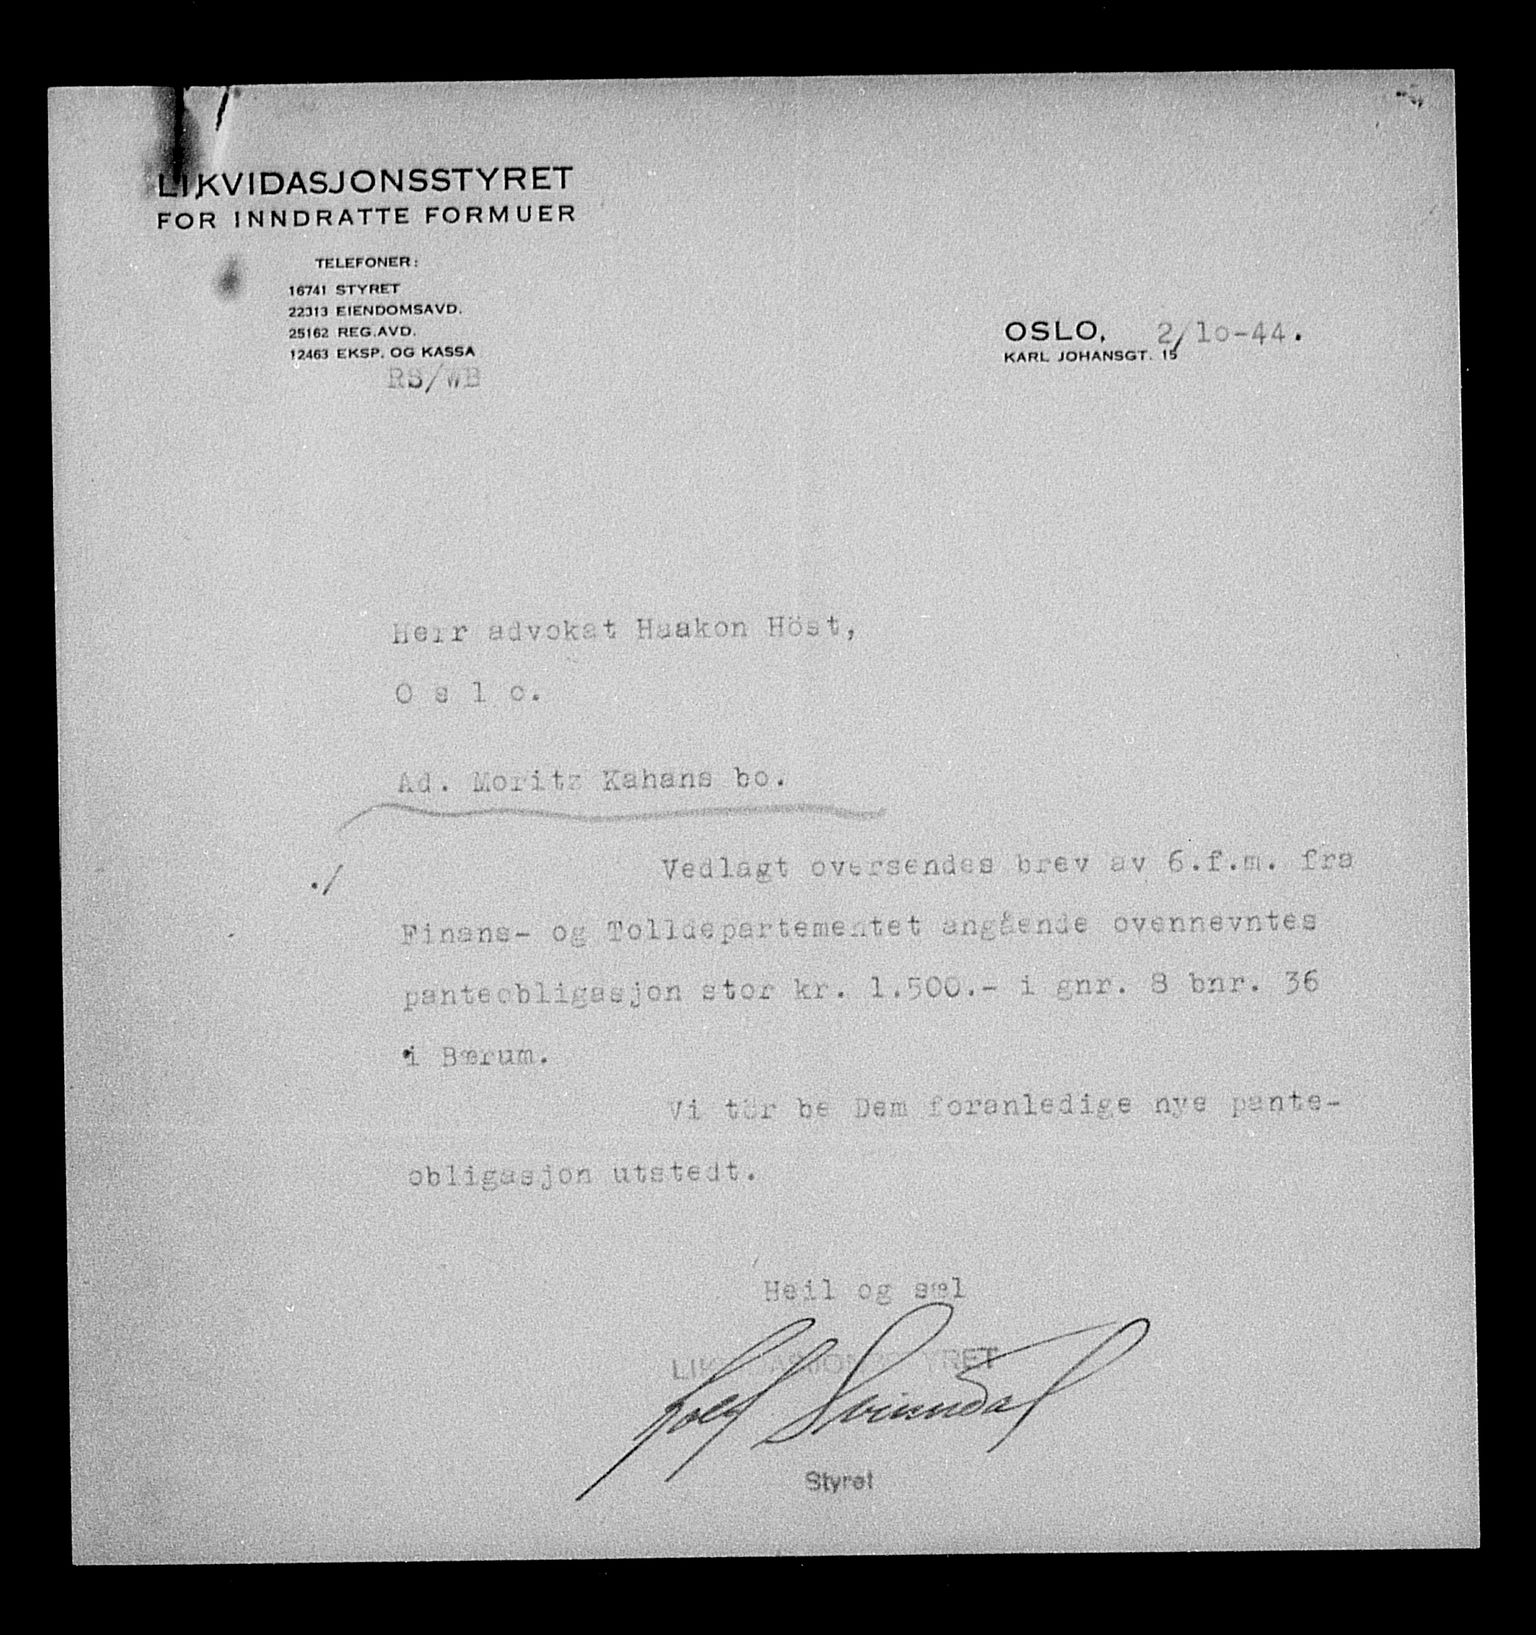 LIKVIDASJONSSTYRET
FOR INNDRATTE FORMUER
TELEFONER:
16741 STYRET
22313 EIENDOMSAVD.
25162 REG.AVD.
12463 EKSP. OG KASSA
RS/WB
OSLO, 2/10-44.
KARL JOHANSGT. 15
Herr advokat Haakon Höst,
O s l o.
Ad. Moritz Kahans bo.
Vedlagt oversendes brev av 6.f.m. fra
./
Finans- og Tolldepartementet angående ovennevntes
panteobligasjon stor kr. 1.500.- i gnr. 8 bnr. 36
i Bærum.
Vi tör be Dem foranledige nye pante-
obligasjon utstedt.
Heil og sæl
LIKVIDASJONSSTYRET
Rolf Svinndal
Styret